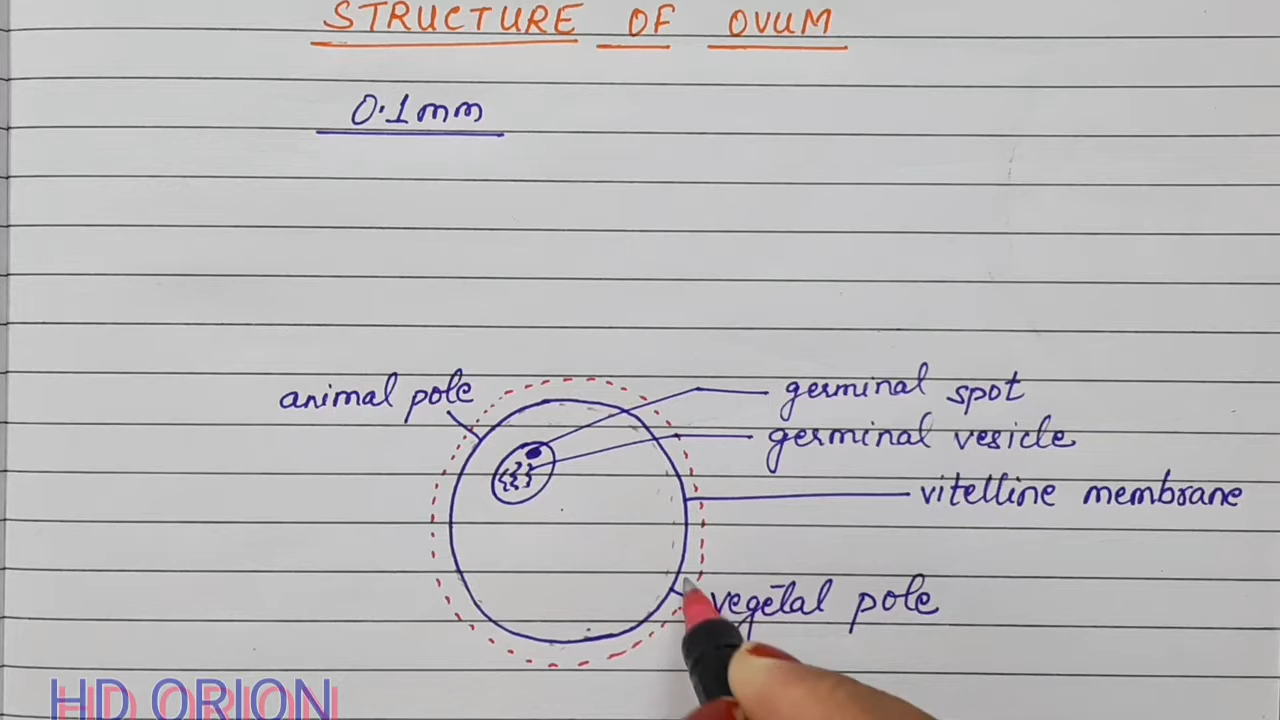 STRUCTURE OF OVUM
0.1mm
animal pole
germinal spot
germinal vesicle
vitelline membrane
vegetal pole
HD ORION